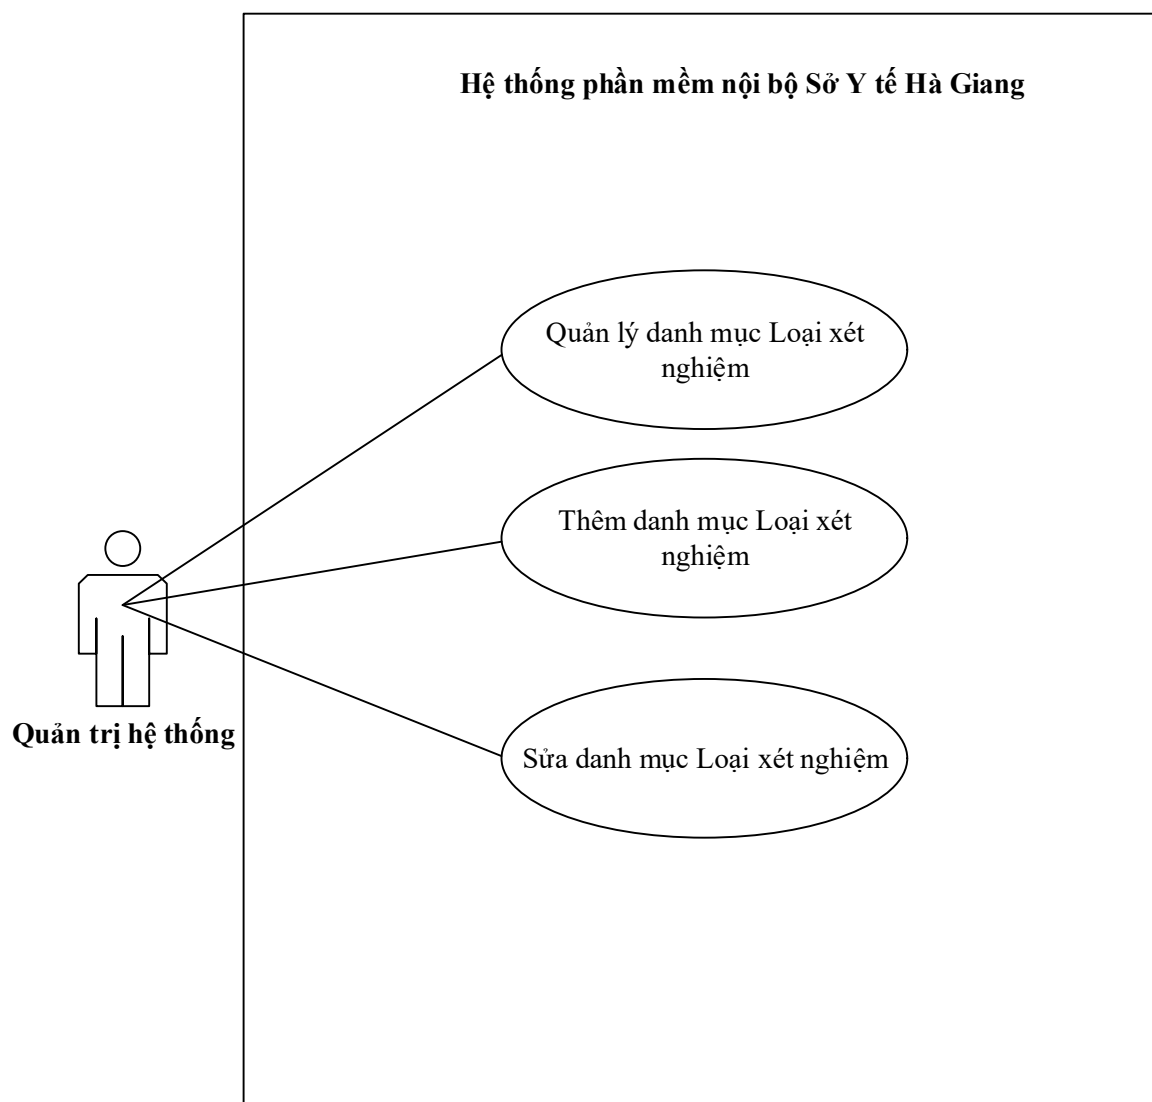 Hệ thống phần mềm nội bộ Sở Y tế Hà Giang
Quản lý danh mục Loại xét
nghiệm
Thêm danh mục Loại xét
nghiệm
Quản trị hệ thống
Sửa danh mục Loại xét nghiệm